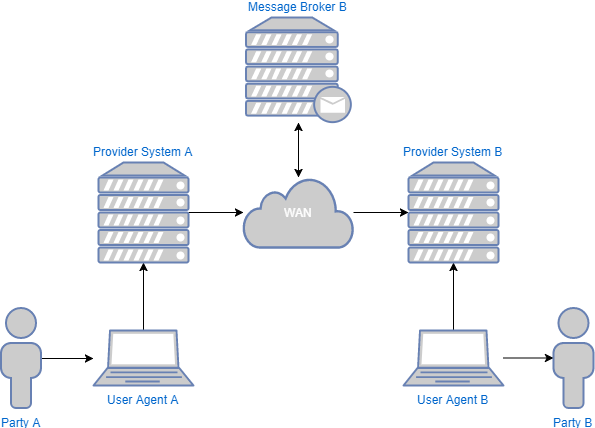 Message Broker B
Provider System A
Provider System B
WAN
User Agent A
User Agent B
Party A
Party B